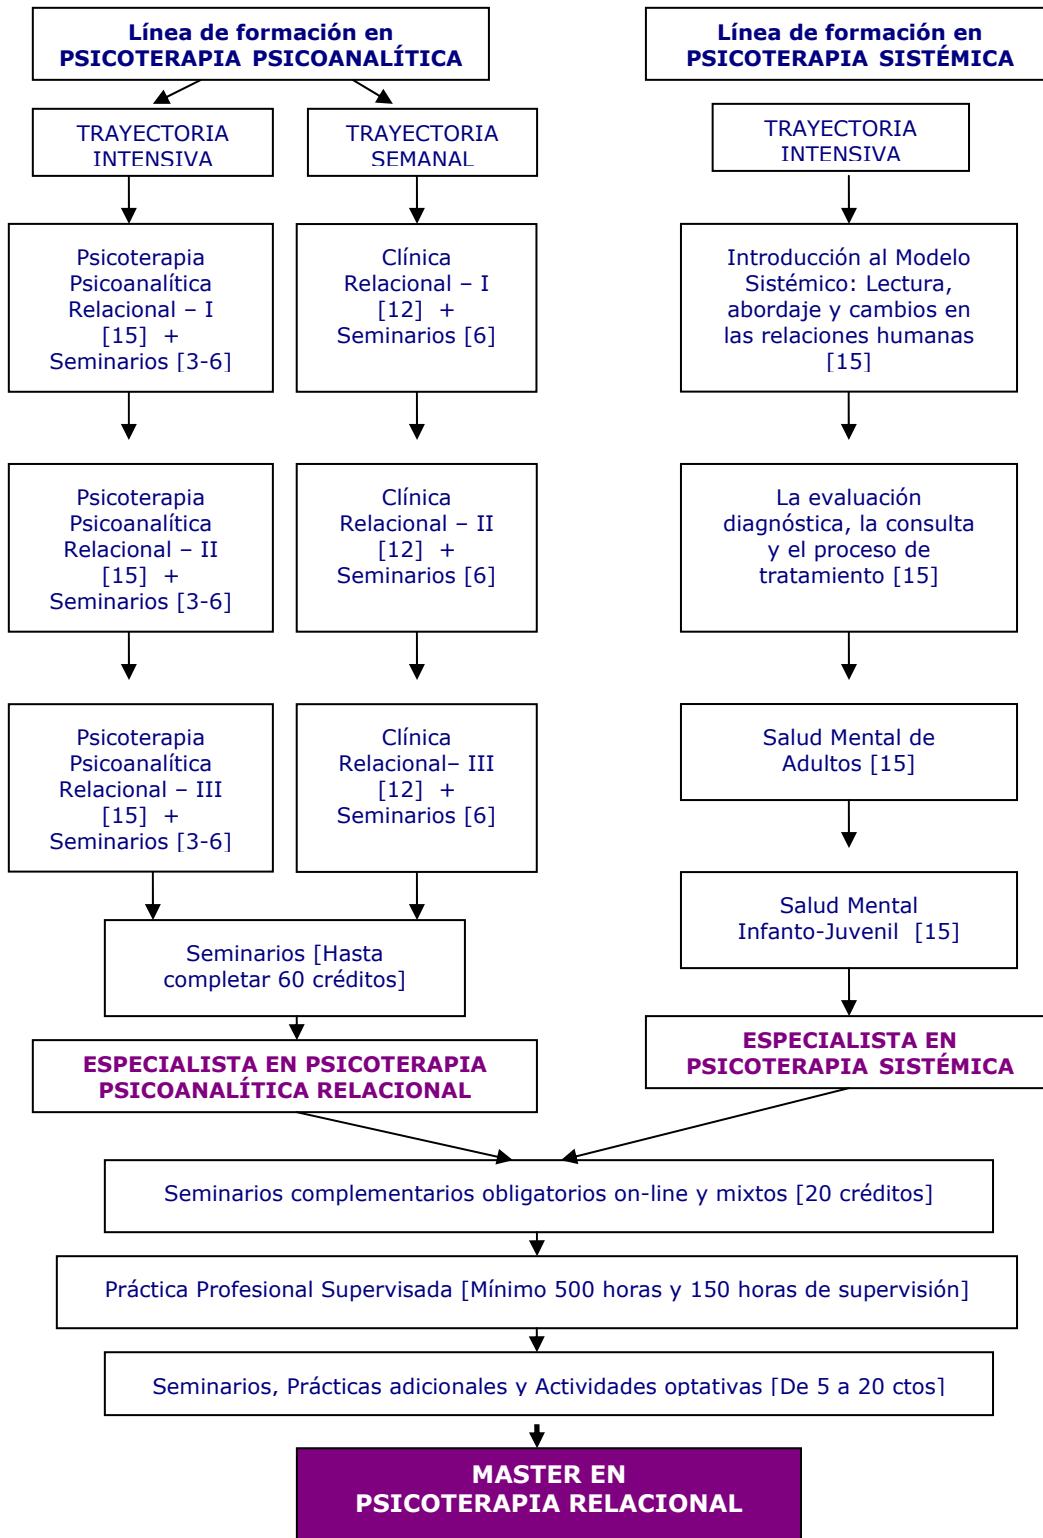 Línea de formación en
PSICOTERAPIA PSICOANALÍTICA
Línea de formación en
PSICOTERAPIA SISTÉMICA
TRAYECTORIA
INTENSIVA
TRAYECTORIA
SEMANAL
TRAYECTORIA
INTENSIVA
Psicoterapia
Psicoanalítica
Relacional – I
[15] +
Seminarios [3-6]
Clínica
Relacional – I
[12] +
Seminarios [6]
Introducción al Modelo
Sistémico: Lectura,
abordaje y cambios en
las relaciones humanas
[15]
Psicoterapia
Psicoanalítica
Relacional – II
[15] +
Seminarios [3-6]
Clínica
Relacional – II
[12] +
Seminarios [6]
La evaluación
diagnóstica, la consulta
y el proceso de
tratamiento [15]
Psicoterapia
Psicoanalítica
Relacional – III
[15] +
Seminarios [3-6]
Clínica
Relacional– III
[12] +
Seminarios [6]
Salud Mental de
Adultos [15]
Salud Mental
Infanto-Juvenil [15]
Seminarios [Hasta
completar 60 créditos]
ESPECIALISTA EN PSICOTERAPIA
PSICOANALÍTICA RELACIONAL
ESPECIALISTA EN
PSICOTERAPIA SISTÉMICA
Seminarios complementarios obligatorios on-line y mixtos [20 créditos]
Práctica Profesional Supervisada [Mínimo 500 horas y 150 horas de supervisión]
Seminarios, Prácticas adicionales y Actividades optativas [De 5 a 20 ctos]
MASTER EN
PSICOTERAPIA RELACIONAL